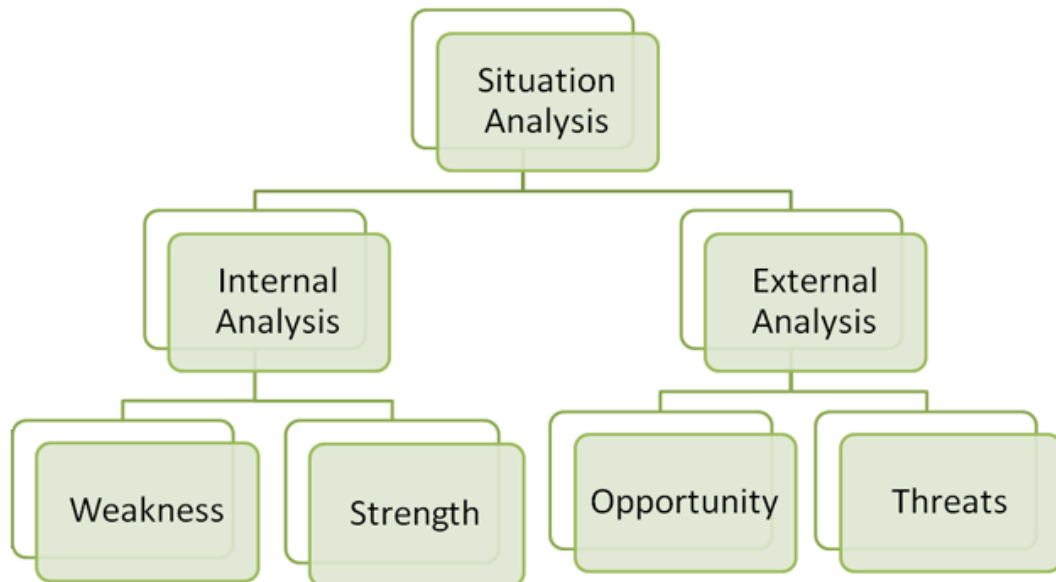 Situation
Analysis
Internal
Analysis
External
Analysis
Weakness
Strength
Opportunity
Threats